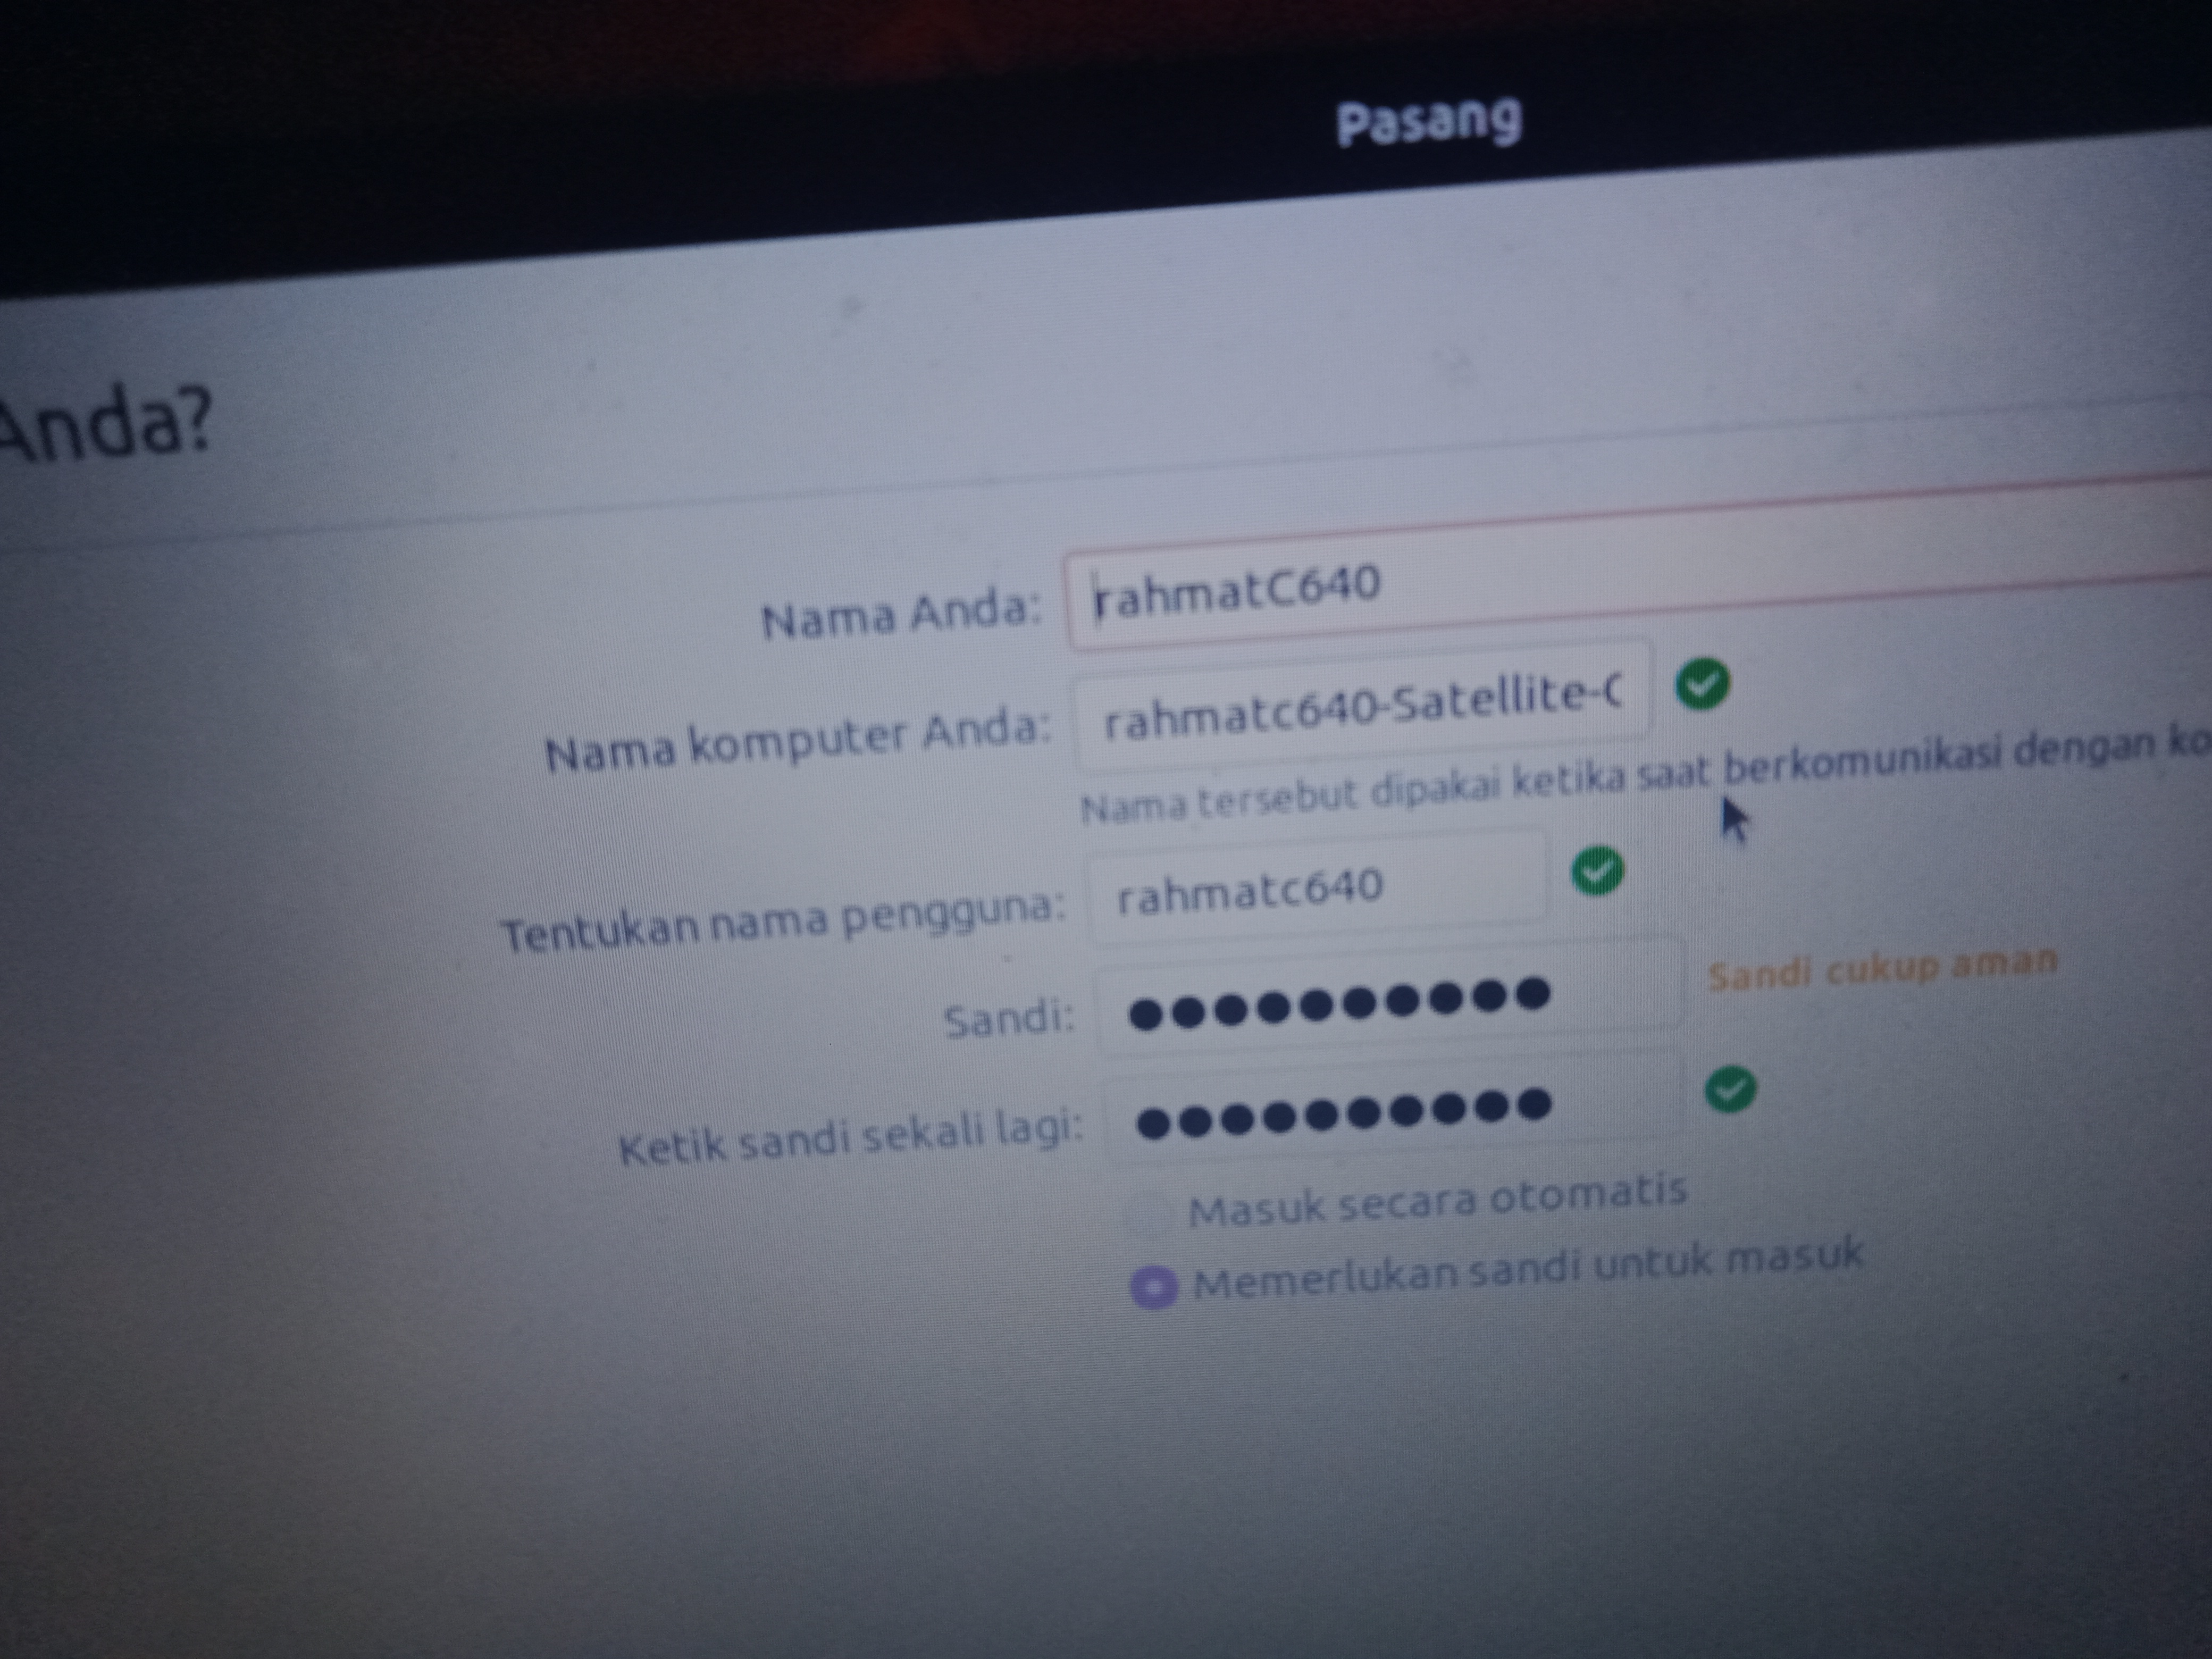 Pasang
Anda?
Nama Anda: rahmatC640
Nama komputer Anda: rahmatc640-Satellite-C
Nama tersebut dipakai ketika saat berkomunikasi dengan ko
Tentukan nama pengguna: rahmatc640
Sandi: ●●●●●●●●●● Sandi cukup aman
Ketik sandi sekali lagi: ●●●●●●●●●●
Masuk secara otomatis
Memerlukan sandi untuk masuk